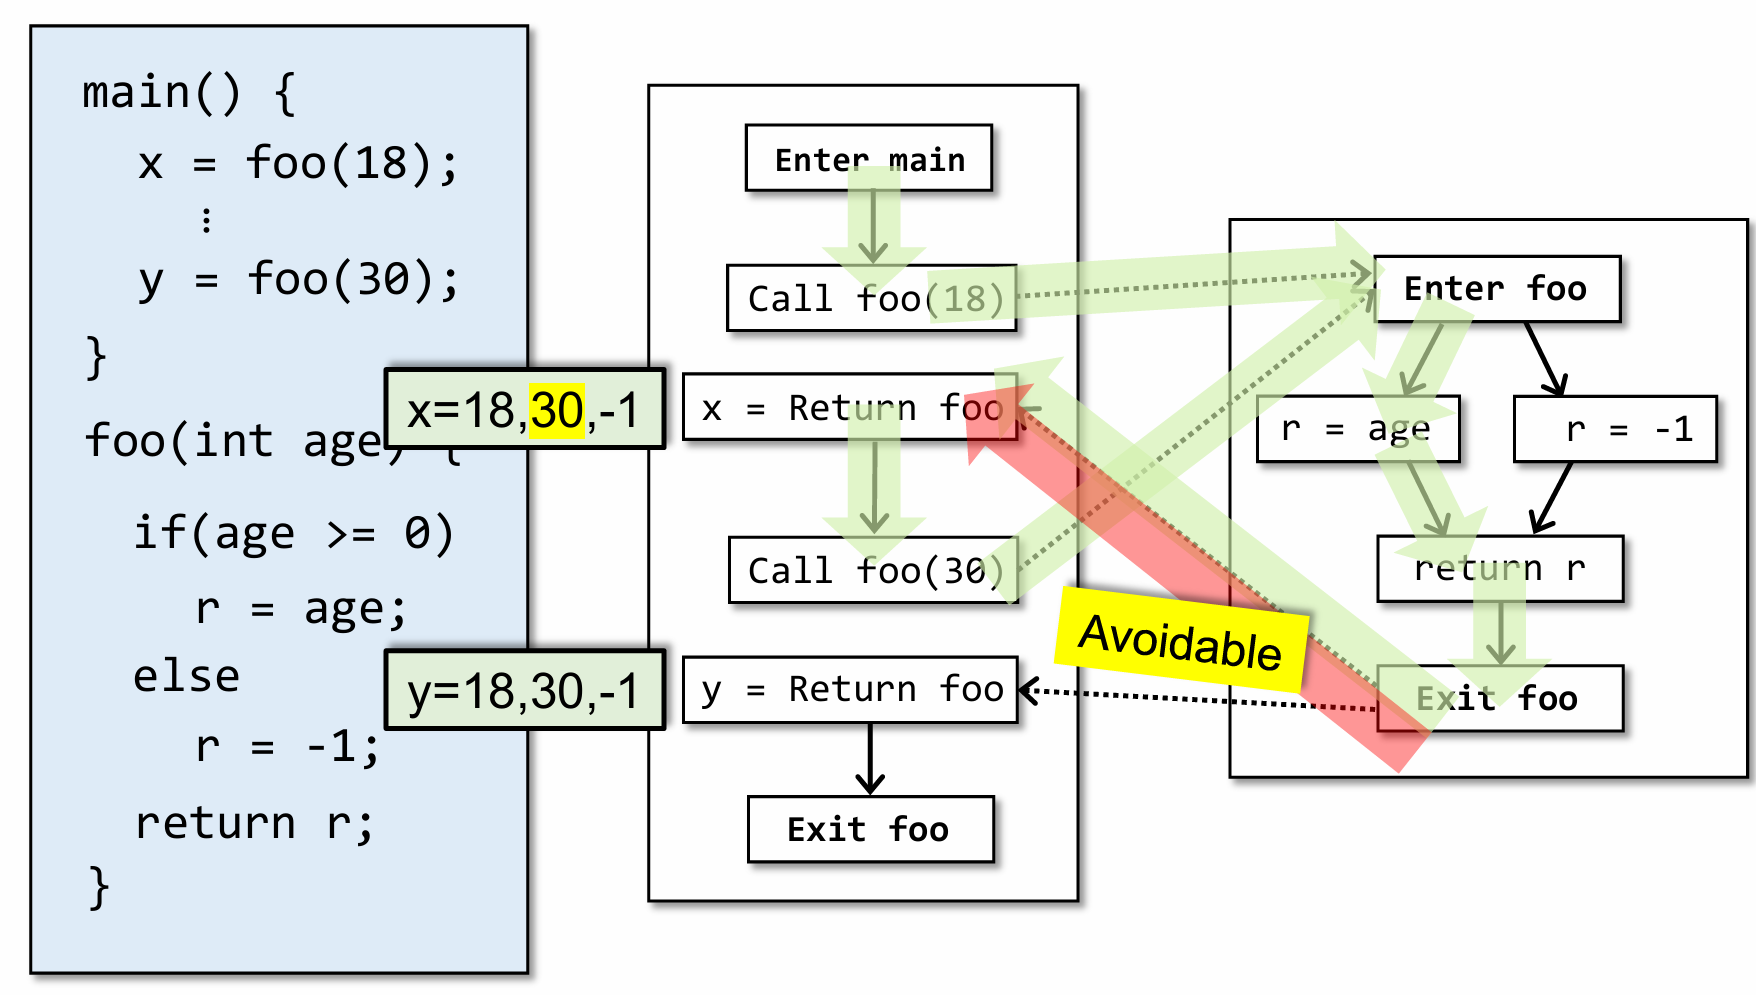 main() {
x = foo(18);
⋮
y = foo(30);
}
foo(int age) {
if(age >= 0)
r = age;
else
r = -1;
return r;
}
x=18,30,-1
y=18,30,-1
Enter main
Call foo(18)
x = Return foo
Call foo(30)
y = Return foo
Exit foo
Avoidable
Enter foo
r = age
r = -1
return r
Exit foo